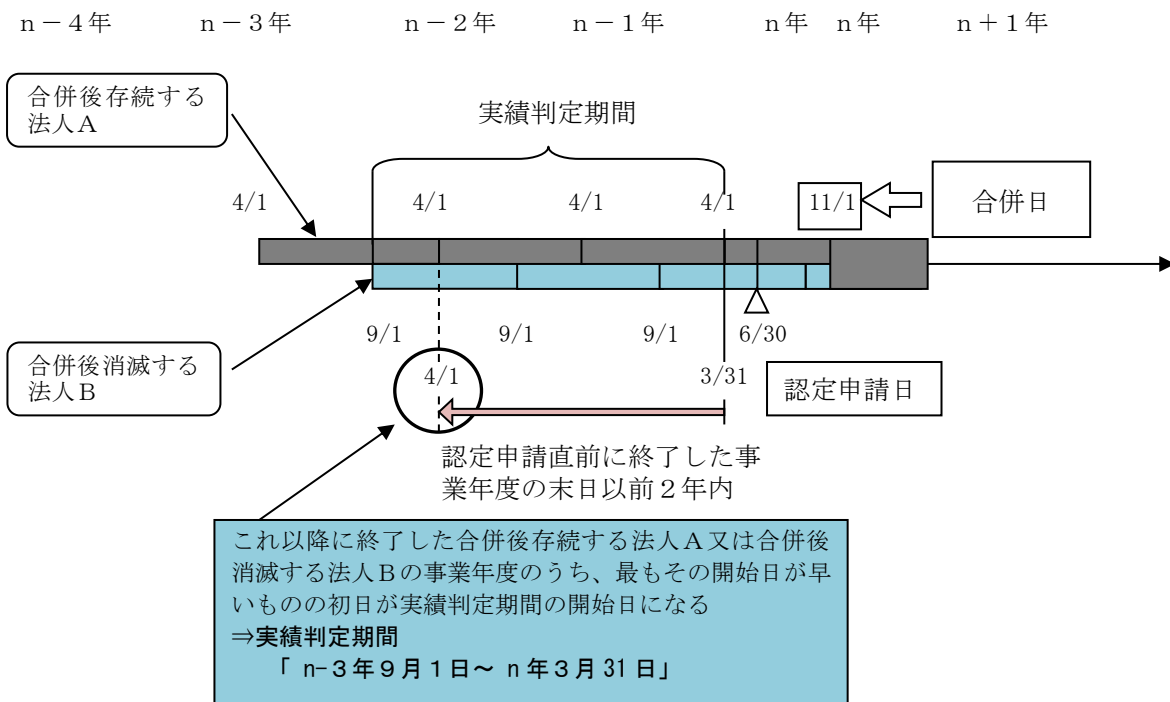 ｎ－４年　ｎ－３年　ｎ－２年　ｎ－１年　ｎ年　ｎ年　ｎ＋１年
合併後存続する
法人Ａ
実績判定期間
4/1　4/1　4/1　4/1　11/1　合併日
9/1　9/1　9/1　6/30
合併後消滅する
法人Ｂ
4/1　3/31　認定申請日
認定申請直前に終了した事
業年度の末日以前２年内
これ以降に終了した合併後存続する法人Ａ又は合併後
消滅する法人Ｂの事業年度のうち、最もその開始日が早
いものの初日が実績判定期間の開始日になる
⇒実績判定期間
「 n-３年９月１日～ n 年３月 31 日」